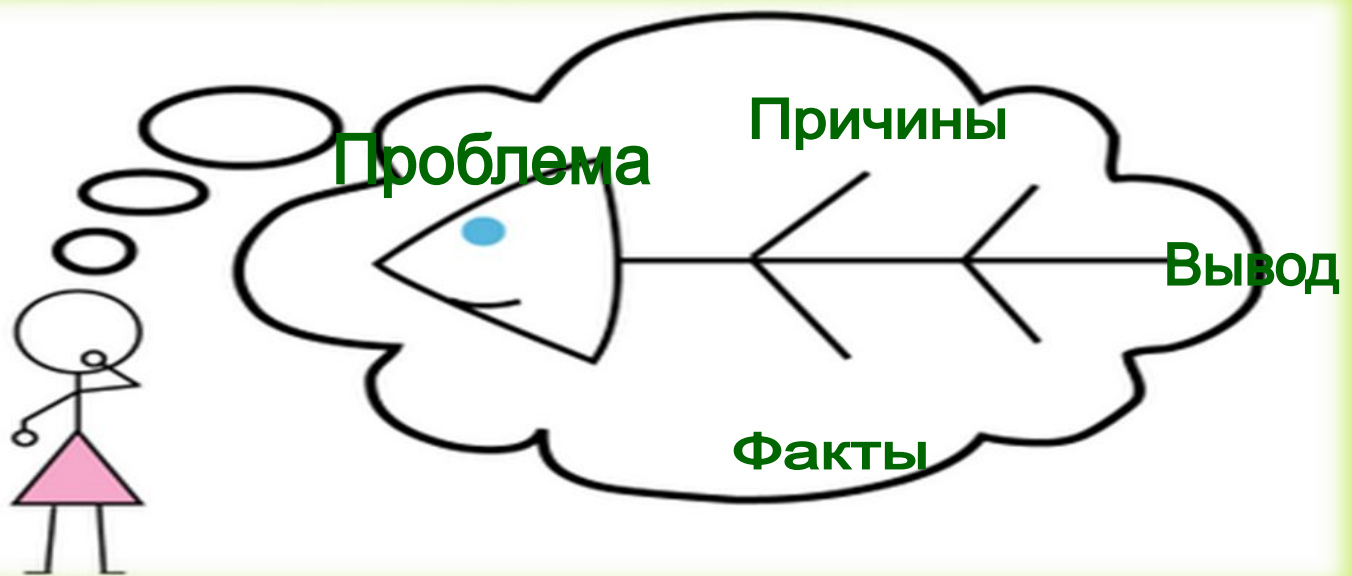 Причины
Проблема
Вывод
Факты